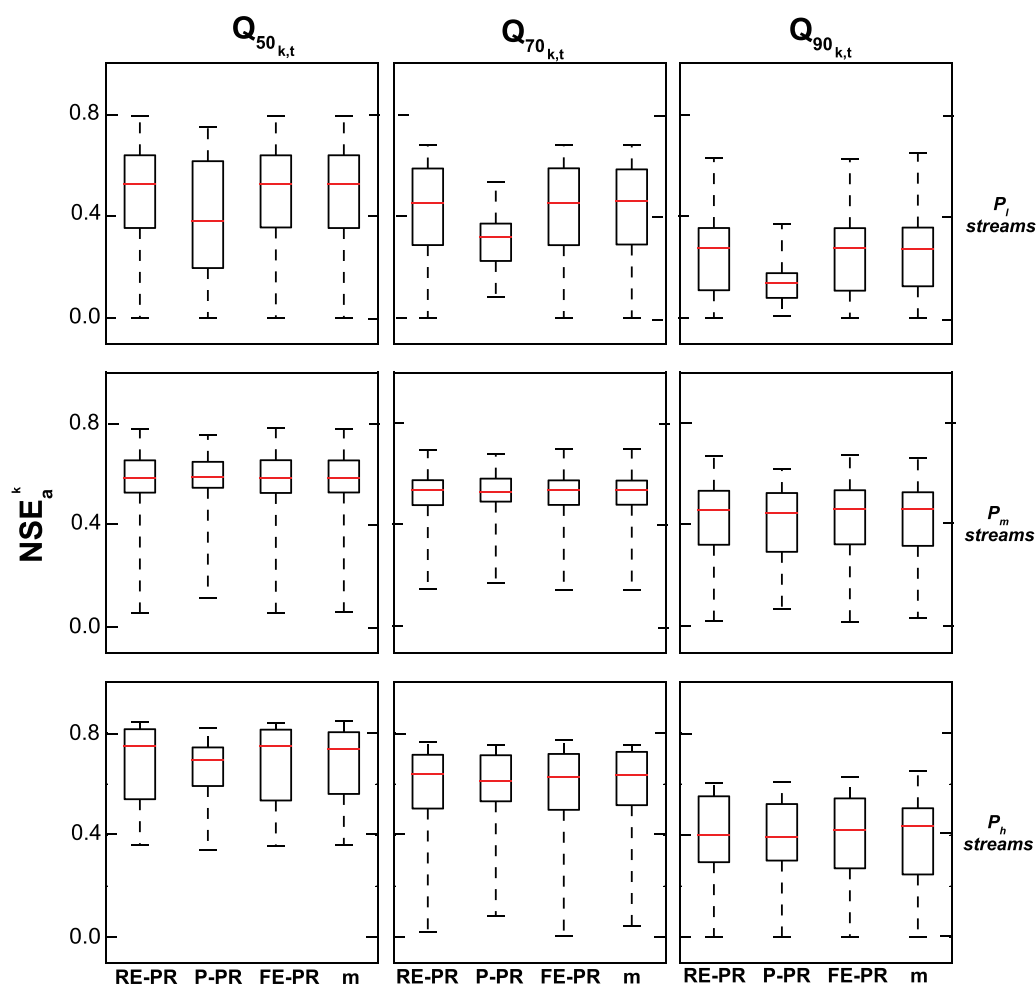 Q50k,t Q70k,t Q90k,t
0.8
0.4
0.0
Pl streams
0.8
0.4
0.0
Pm streams
NSEak
0.8
0.4
0.0
Ph streams
RE-PR P-PR FE-PR m RE-PR P-PR FE-PR m RE-PR P-PR FE-PR m